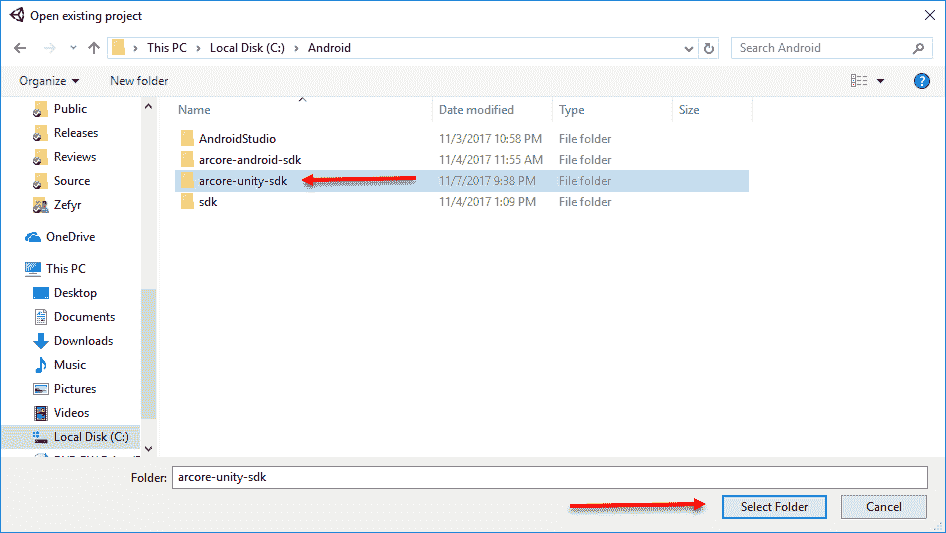 Open existing project
This PC > Local Disk (C:) > Android
Search Android
Organize
New folder
Public
Releases
Reviews
Source
Zefyr
OneDrive
This PC
Desktop
Documents
Downloads
Music
Pictures
Videos
Local Disk (C:)
Name Date modified Type Size
AndroidStudio 11/3/2017 10:58 PM File folder
arcore-android-sdk 11/4/2017 11:55 AM File folder
arcore-unity-sdk 11/7/2017 9:38 PM File folder
sdk 11/4/2017 1:09 PM File folder
Folder: arcore-unity-sdk
Select Folder
Cancel